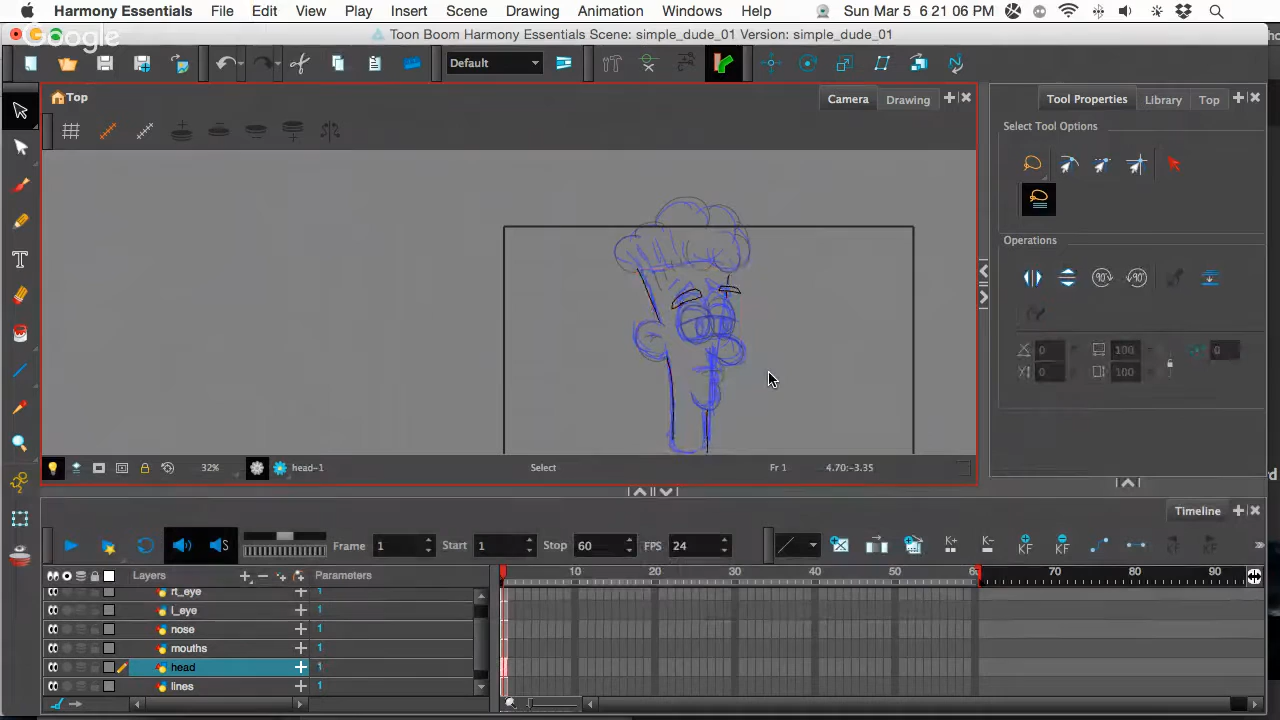 Harmony Essentials File Edit View Play Insert Scene Drawing Animation Windows Help Sun Mar 5 6:21:06 PM
Google
Toon Boom Harmony Essentials Scene: simple_dude_01 Version: simple_dude_01
Default
Top Camera Drawing Tool Properties Library Top
Select Tool Options
Operations
90° 90°
X 0 100 0
Y 0 100
32% head-1 Select Fr 1 4.70:-3.35
Timeline
Frame 1 Start 1 Stop 60 FPS 24
Layers Parameters 10 20 30 40 50 6 70 80 90
rt_eye 1
l_eye 1
nose 1
mouths 1
head 1
lines 1